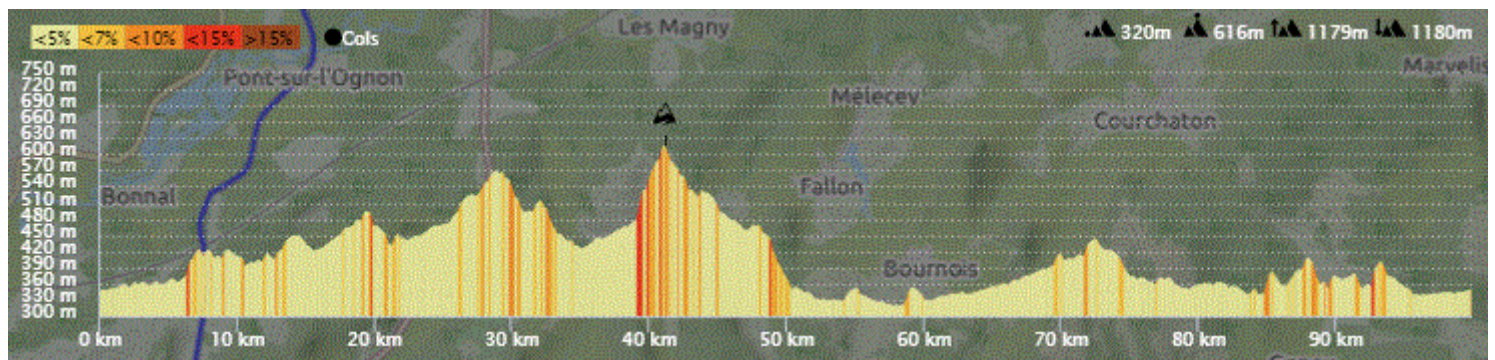 Les Magny
<5% <7% <10% <15% >15% Cols
320m 616m 1179m 1180m
Marvelis
Pont-sur-l'Ognon
Mélecey
Courchaton
Bonnal
Fallon
Bournois
750 m
720 m
690 m
660 m
630 m
600 m
570 m
540 m
510 m
480 m
450 m
420 m
390 m
360 m
330 m
300 m
0 km 10 km 20 km 30 km 40 km 50 km 60 km 70 km 80 km 90 km